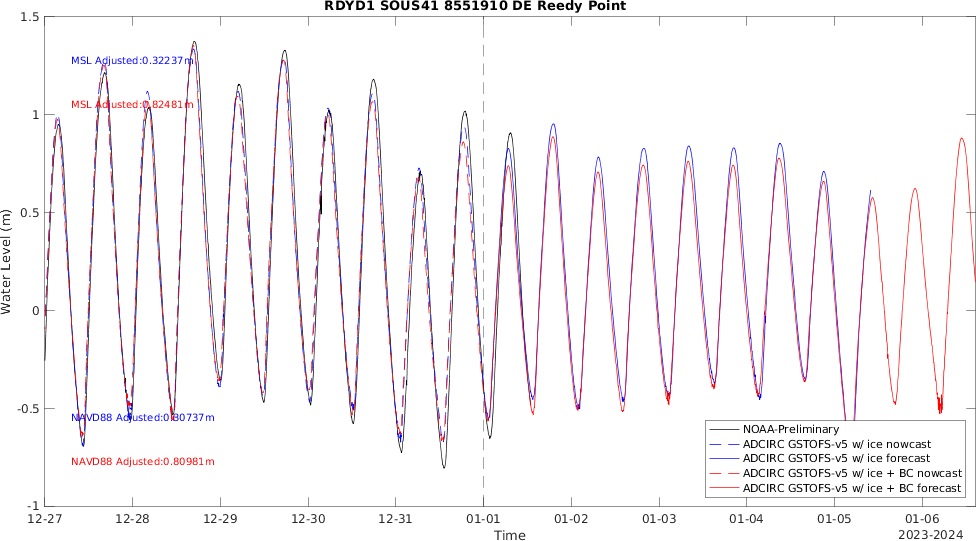 RDYD1 SOUS41 8551910 DE Reedy Point
1.5
1
0.5
0
-0.5
-1
Water Level (m)
MSL Adjusted:0.32237m
MSL Adjusted:0.82481m
NAVD88 Adjusted:0.80737m
NAVD88 Adjusted:0.80981m
NOAA-Preliminary
ADCIRC GSTOFS-v5 w/ ice nowcast
ADCIRC GSTOFS-v5 w/ ice forecast
ADCIRC GSTOFS-v5 w/ ice + BC nowcast
ADCIRC GSTOFS-v5 w/ ice + BC forecast
12-27 12-28 12-29 12-30 12-31 01-01 01-02 01-03 01-04 01-05 01-06
Time
2023-2024